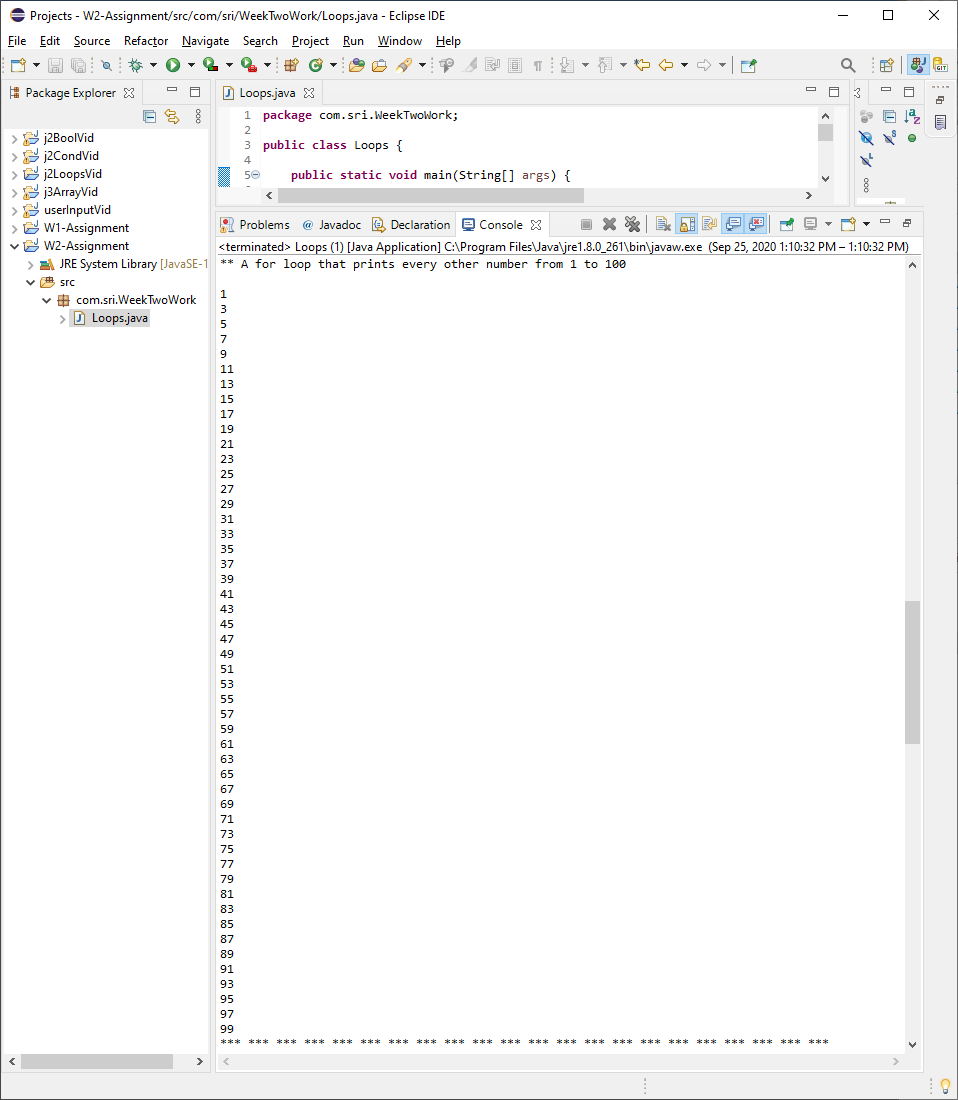 Projects - W2-Assignment/src/com/sri/WeekTwoWork/Loops.java - Eclipse IDE
File Edit Source Refactor Navigate Search Project Run Window Help
Package Explorer
j2BoolVid
j2CondVid
j2LoopsVid
j3ArrayVid
userInputVid
W1-Assignment
W2-Assignment
JRE System Library [JavaSE-1
src
com.sri.WeekTwoWork
Loops.java
Loops.java
1 package com.sri.WeekTwoWork;
2
3 public class Loops {
4
5 public static void main(String[] args) {
Problems @ Javadoc Declaration Console
<terminated> Loops (1) [Java Application] C:\Program Files\Java\jre1.8.0_261\bin\javaw.exe (Sep 25, 2020 1:10:32 PM – 1:10:32 PM)
** A for loop that prints every other number from 1 to 100
1
3
5
7
9
11
13
15
17
19
21
23
25
27
29
31
33
35
37
39
41
43
45
47
49
51
53
55
57
59
61
63
65
67
69
71
73
75
77
79
81
83
85
87
89
91
93
95
97
99
*** *** *** *** *** *** *** *** *** *** *** *** *** *** *** *** *** *** *** *** *** ***